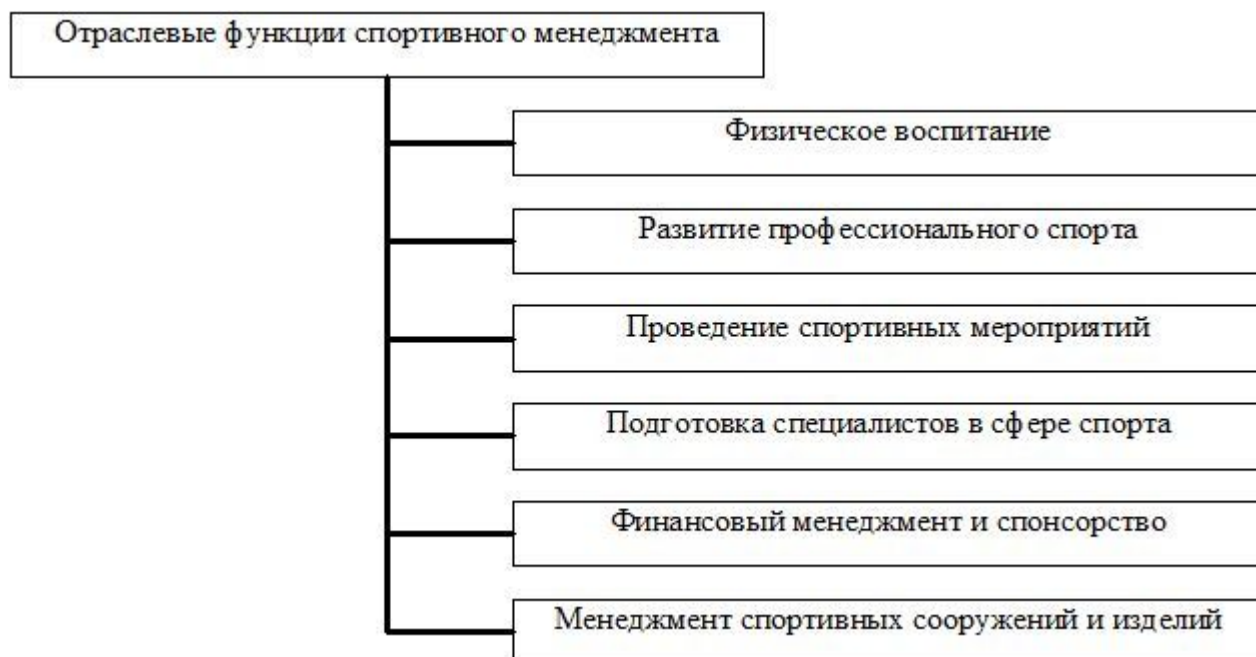 Отраслевые функции спортивного менеджмента
Физическое воспитание
Развитие профессионального спорта
Проведение спортивных мероприятий
Подготовка специалистов в сфере спорта
Финансовый менеджмент и спонсорство
Менеджмент спортивных сооружений и изделий